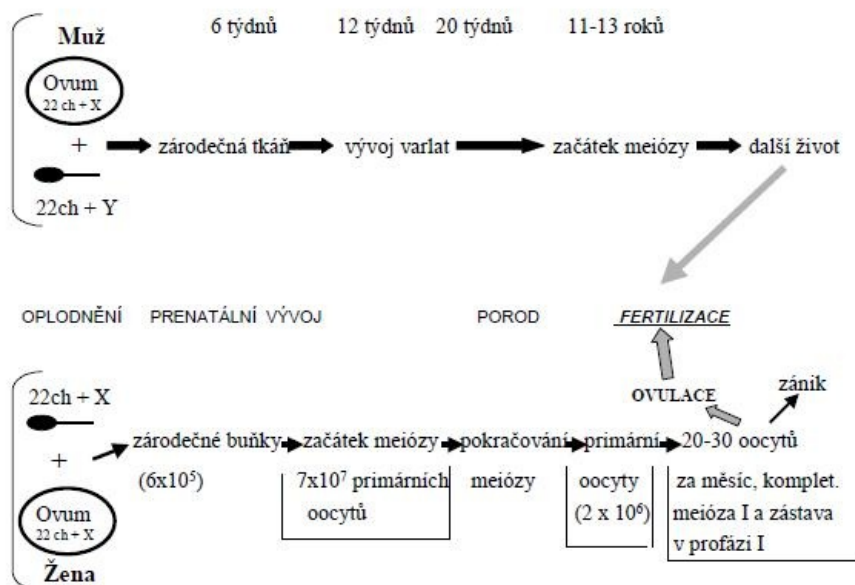 6 týdnů 12 týdnů 20 týdnů 11-13 roků
Muž
Ovum
22 ch + X
+
22ch + Y
zárodečná tkáň vývoj varlat začátek meiózy další život
OPLODNĚNÍ PRENATÁLNÍ VÝVOJ POROD FERTILIZACE
22ch + X
+
Ovum
22 ch + X
Žena
OVULACE
zánik
zárodečné buňky začátek meiózy pokračování primární 20-30 oocytů
(6x10⁵) 7x10⁷ primárních meiózy oocyty za měsíc, komplet.
oocytů (2 x 10⁶) meióza I a zástava
v profázi I